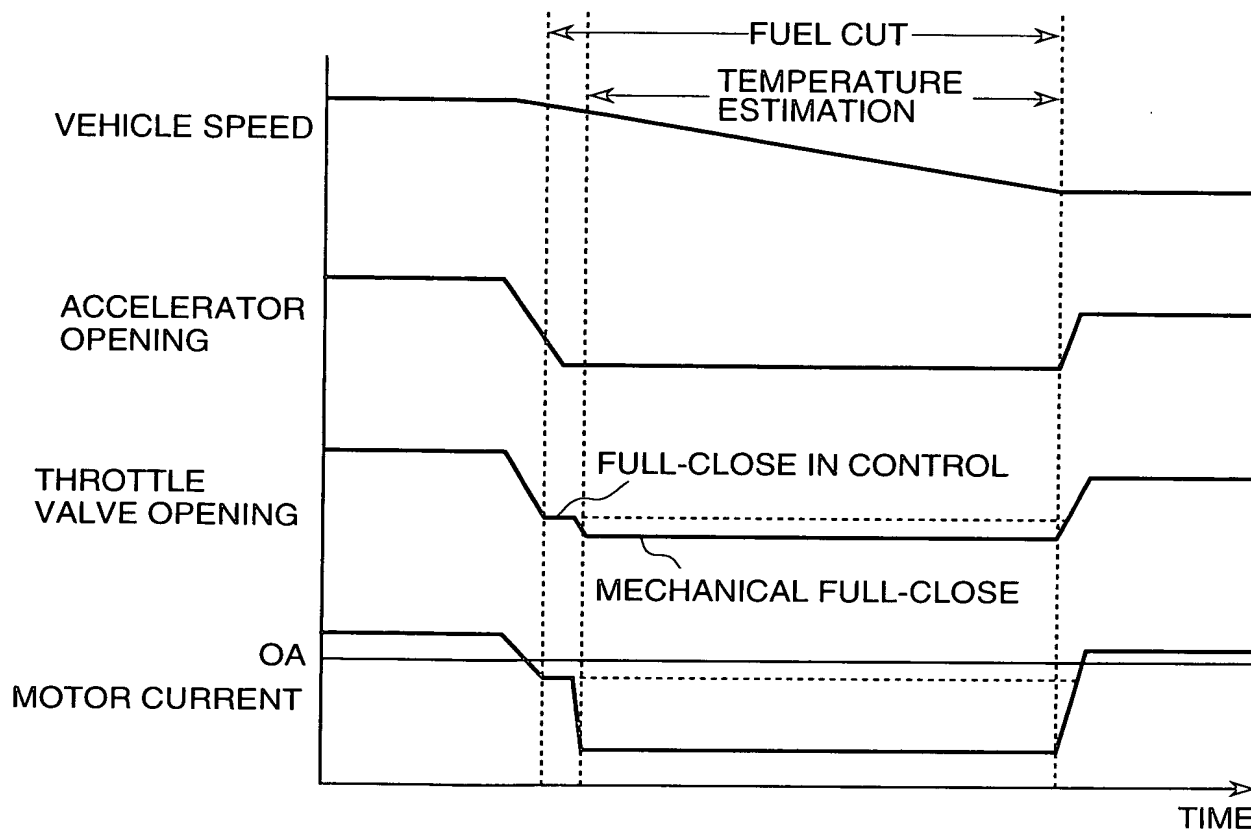 FUEL CUT
TEMPERATURE
ESTIMATION
VEHICLE SPEED
ACCELERATOR
OPENING
FULL-CLOSE IN CONTROL
THROTTLE
VALVE OPENING
MECHANICAL FULL-CLOSE
OA
MOTOR CURRENT
TIME